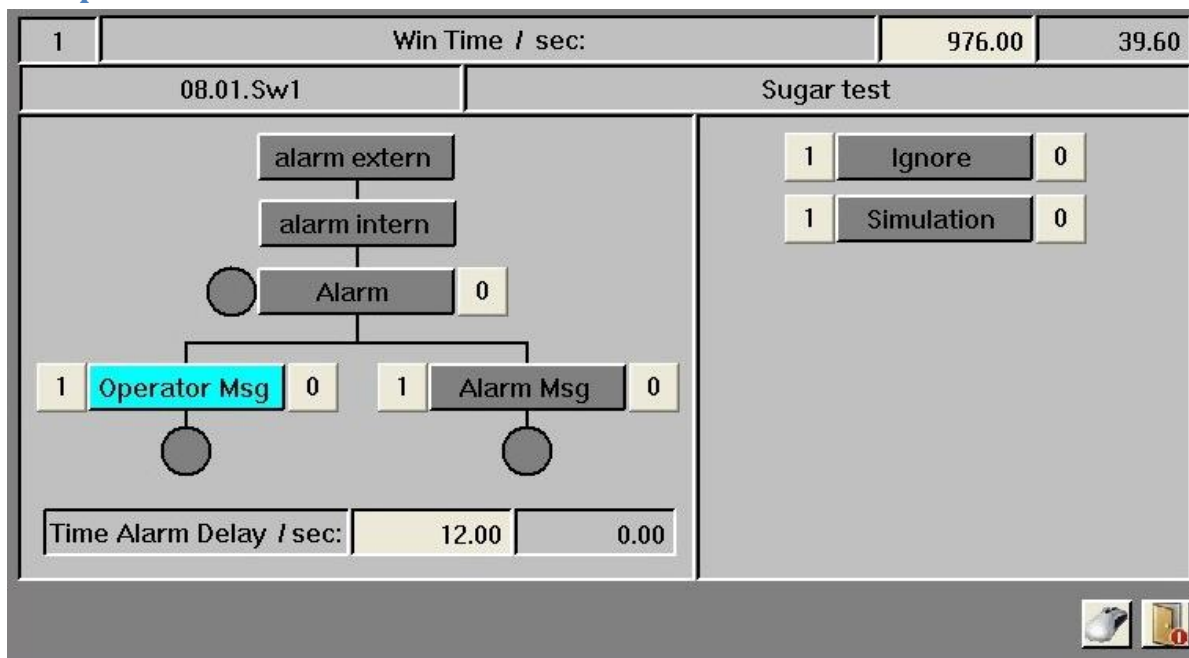 1 Win Time / sec: 976.00 39.60
08.01.Sw1 Sugar test
alarm extern
alarm intern
Alarm 0
1 Operator Msg 0 1 Alarm Msg 0
Time Alarm Delay / sec: 12.00 0.00
1 Ignore 0
1 Simulation 0